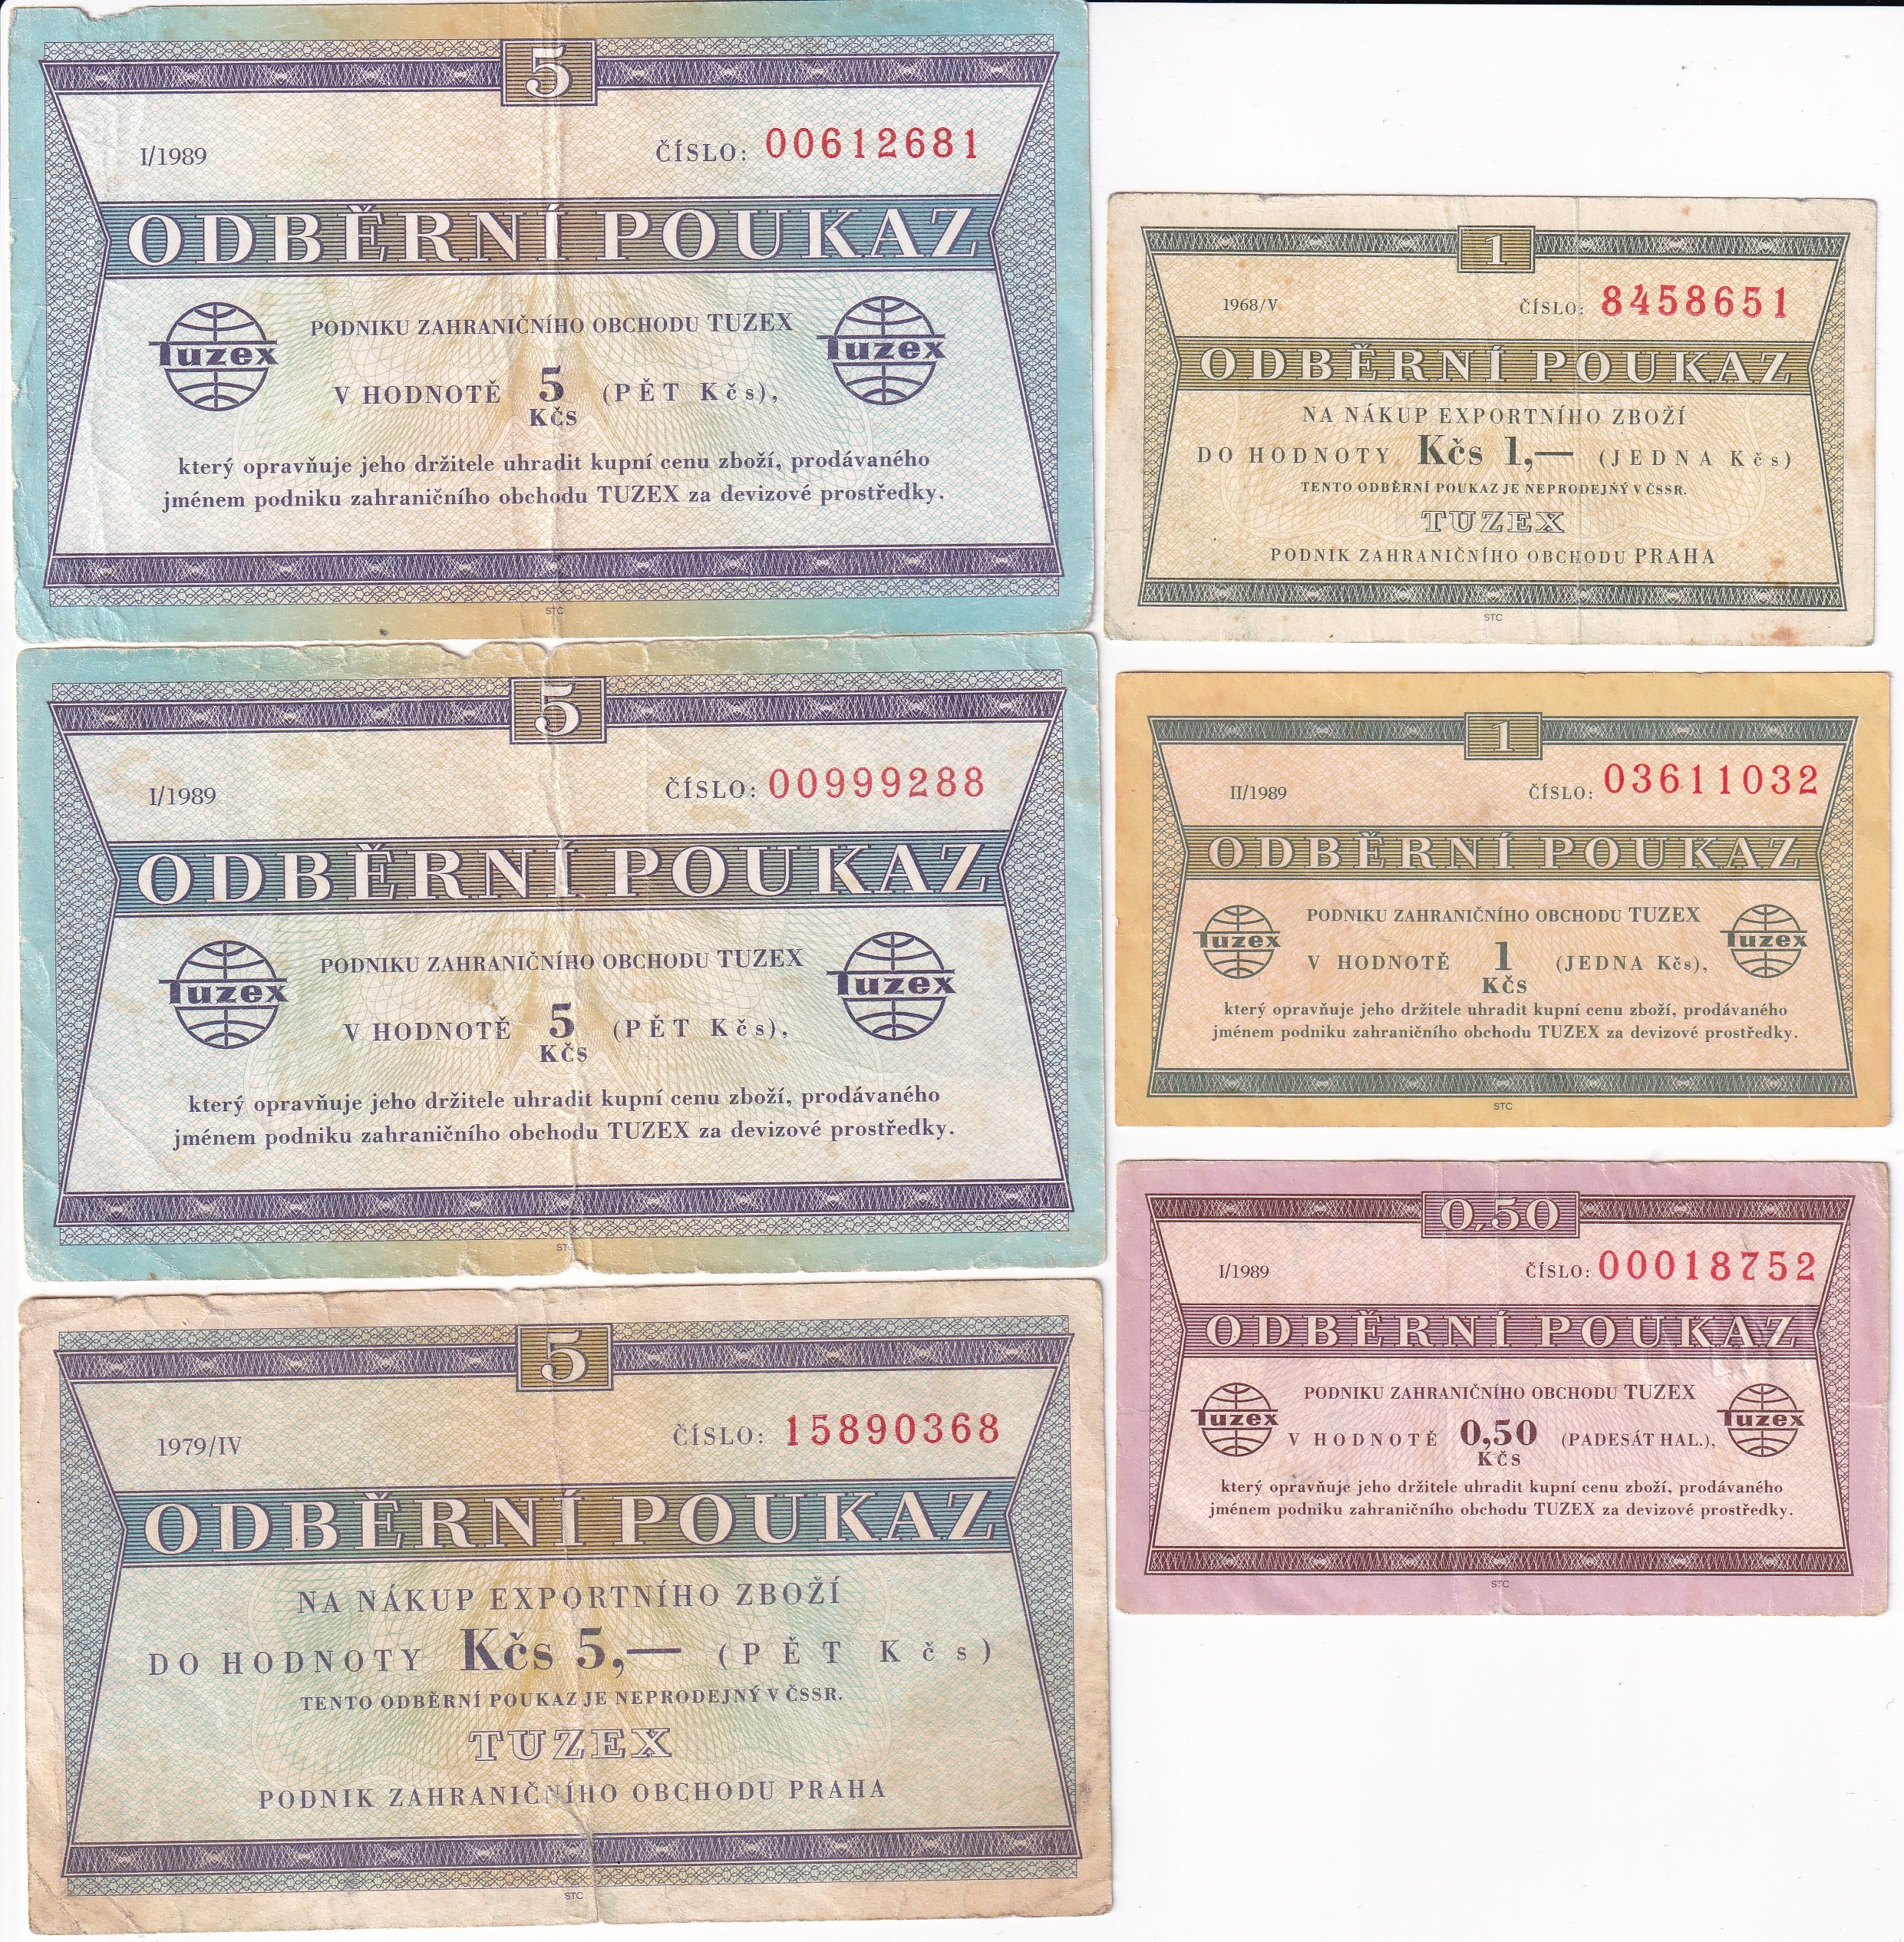 5
I/1989 ČÍSLO: 00612681
ODBĚRNÍ POUKAZ
PODNIKU ZAHRANIČNÍHO OBCHODU TUZEX
Tuzex Tuzex
V HODNOTĚ 5 (PĚT Kčs),
KČS
který opravňuje jeho držitele uhradit kupní cenu zboží, prodávaného
jménem podniku zahraničního obchodu TUZEX za devizové prostředky.
STC
5
I/1989 ČÍSLO: 00999288
ODBĚRNÍ POUKAZ
PODNIKU ZAHRANIČNÍHO OBCHODU TUZEX
Tuzex Tuzex
V HODNOTĚ 5 (PĚT Kčs),
KČS
který opravňuje jeho držitele uhradit kupní cenu zboží, prodávaného
jménem podniku zahraničního obchodu TUZEX za devizové prostředky.
STC
5
1979/IV ČÍSLO: 15890368
ODBĚRNÍ POUKAZ
NA NÁKUP EXPORTNÍHO ZBOŽÍ
DO HODNOTY Kčs 5,— (PĚT Kčs)
TENTO ODBĚRNÍ POUKAZ JE NEPRODEJNÝ V ČSSR.
TUZEX
PODNIK ZAHRANIČNÍHO OBCHODU PRAHA
STC
1
1968/V ČÍSLO: 8458651
ODBĚRNÍ POUKAZ
NA NÁKUP EXPORTNÍHO ZBOŽÍ
DO HODNOTY Kčs 1,— (JEDNA Kčs)
TENTO ODBĚRNÍ POUKAZ JE NEPRODEJNÝ V ČSSR.
TUZEX
PODNIK ZAHRANIČNÍHO OBCHODU PRAHA
STC
1
II/1989 ČÍSLO: 03611032
ODBĚRNÍ POUKAZ
PODNIKU ZAHRANIČNÍHO OBCHODU TUZEX
Tuzex Tuzex
V HODNOTĚ 1 (JEDNA Kčs),
KČS
který opravňuje jeho držitele uhradit kupní cenu zboží, prodávaného
jménem podniku zahraničního obchodu TUZEX za devizové prostředky.
STC
0,50
I/1989 ČÍSLO: 00018752
ODBĚRNÍ POUKAZ
PODNIKU ZAHRANIČNÍHO OBCHODU TUZEX
Tuzex Tuzex
V HODNOTĚ 0,50 (PADESÁT HAL.),
KČS
který opravňuje jeho držitele uhradit kupní cenu zboží, prodávaného
jménem podniku zahraničního obchodu TUZEX za devizové prostředky.
STC